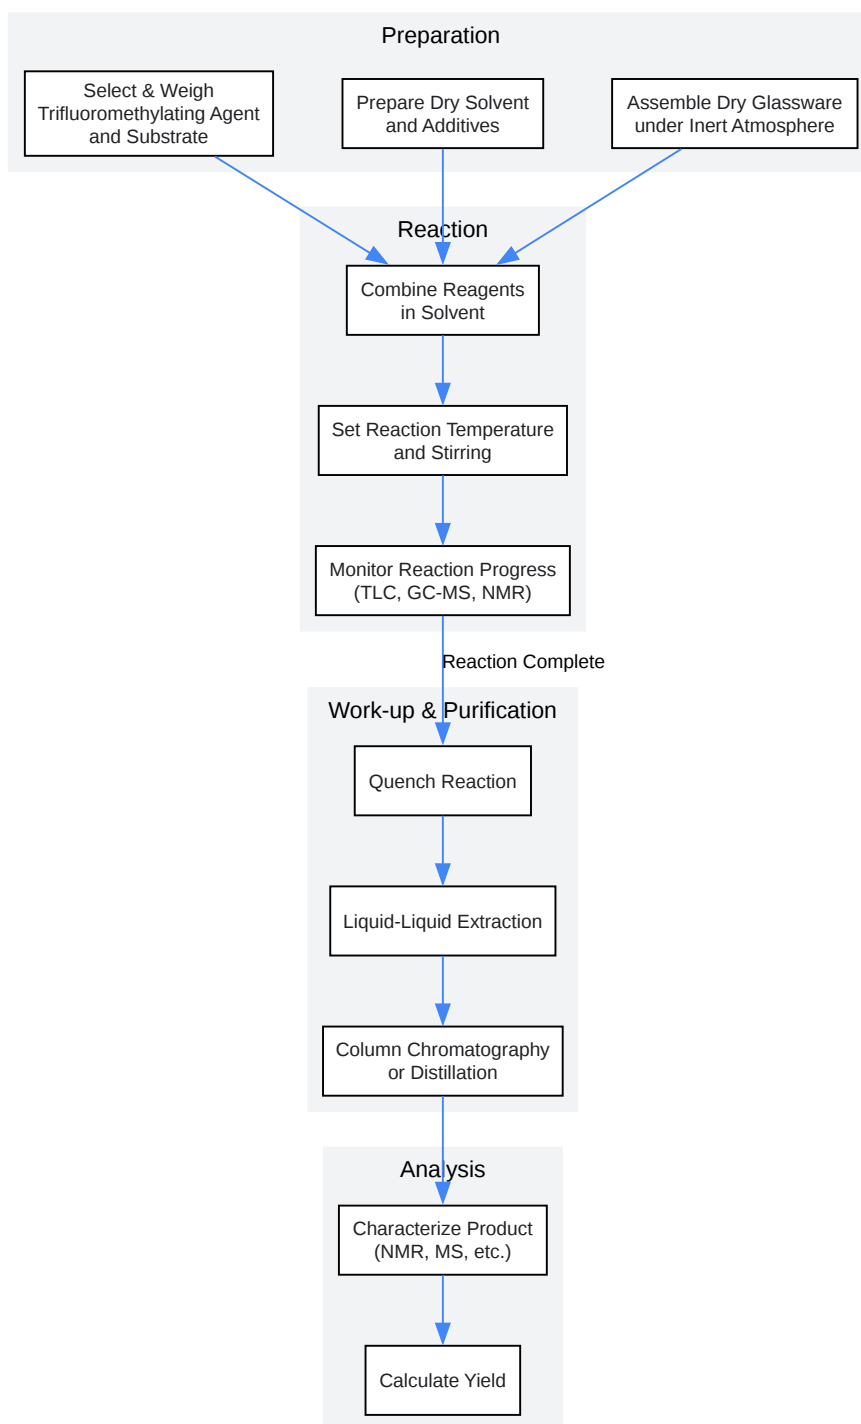 Preparation
Select & Weigh
Trifluoromethylating Agent
and Substrate
Prepare Dry Solvent
and Additives
Assemble Dry Glassware
under Inert Atmosphere
Reaction
Combine Reagents
in Solvent
Set Reaction Temperature
and Stirring
Monitor Reaction Progress
(TLC, GC-MS, NMR)
Reaction Complete
Work-up & Purification
Quench Reaction
Liquid-Liquid Extraction
Column Chromatography
or Distillation
Analysis
Characterize Product
(NMR, MS, etc.)
Calculate Yield